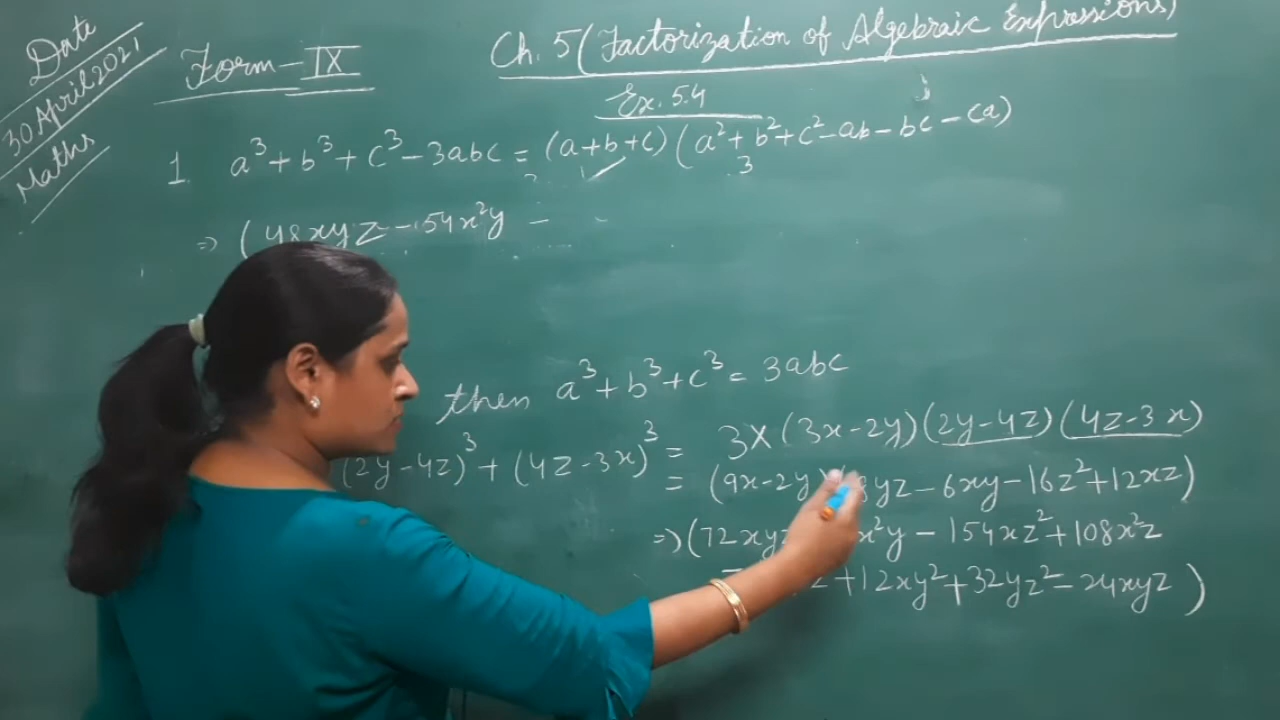 Date
30 April 2021
Maths
Form-IX
Ch. 5 (Factorization of Algebraic Expressions)
Ex. 5.4
1. a³ + b³ + c³ - 3abc = (a+b+c) (a² + b² + c² - ab - bc - ca)
⇒ (48xyz - 54x²y -
then a³ + b³ + c³ = 3abc
(2y-4z)³ + (4z-3x)³ = 3x(3x-2y)(2y-4z)(4z-3x)
= (9x-2y)(8yz-6xy-16z²+12xz)
⇒ (72xyz x²y - 154xz² + 108x²z
z + 12xy² + 32yz² - 24xyz)